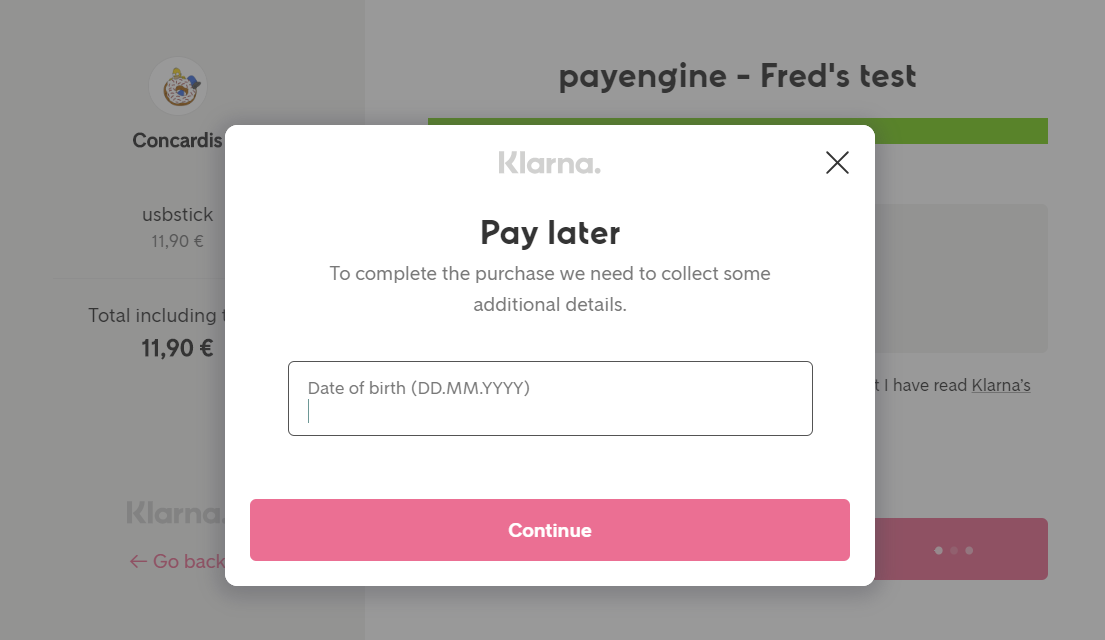 payengine - Fred's test
Concardis
usbstick
11,90 €
Total including
11,90 €
Klarna.
← Go back
Klarna.
Pay later
To complete the purchase we need to collect some
additional details.
Date of birth (DD.MM.YYYY)
Continue
I have read Klarna's